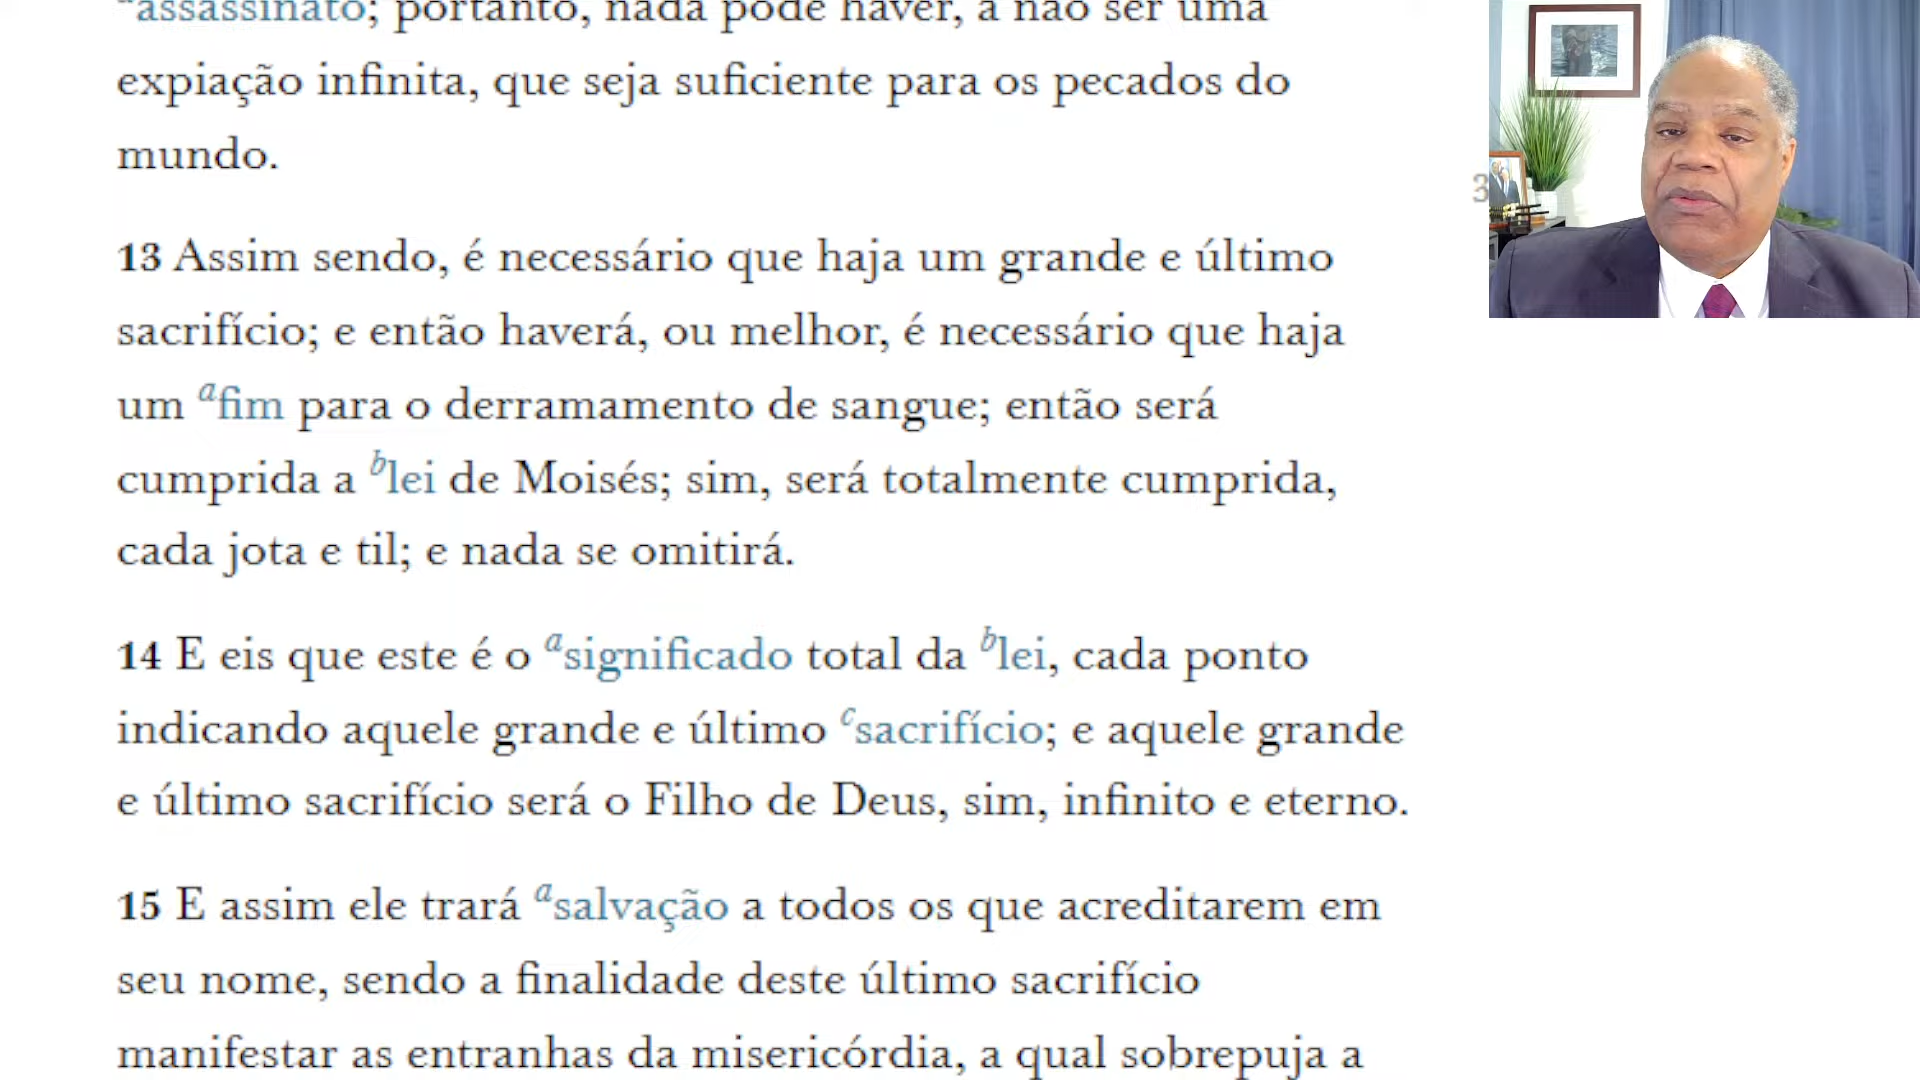 ᵃassassinato; portanto, nada pode haver, a não ser uma
expiação infinita, que seja suficiente para os pecados do
mundo.
3
13 Assim sendo, é necessário que haja um grande e último
sacrifício; e então haverá, ou melhor, é necessário que haja
um ᵃfim para o derramamento de sangue; então será
cumprida a ᵇlei de Moisés; sim, será totalmente cumprida,
cada jota e til; e nada se omitirá.
14 E eis que este é o ᵃsignificado total da ᵇlei, cada ponto
indicando aquele grande e último ᶜsacrifício; e aquele grande
e último sacrifício será o Filho de Deus, sim, infinito e eterno.
15 E assim ele trará ᵃsalvação a todos os que acreditarem em
seu nome, sendo a finalidade deste último sacrifício
manifestar as entranhas da misericórdia, a qual sobrepuja a